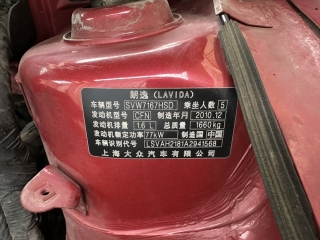 朗逸(LAVIDA)
车辆型号 SVW7167HSD 乘坐人数 5
发动机型号 CFN 制造年月 2010.12
发动机排量 1.6 L 总质量 1660kg
发动机额定功率 77kW 制造国 中国
车辆识别代号 LSVAH2181A2941568
上海大众汽车有限公司